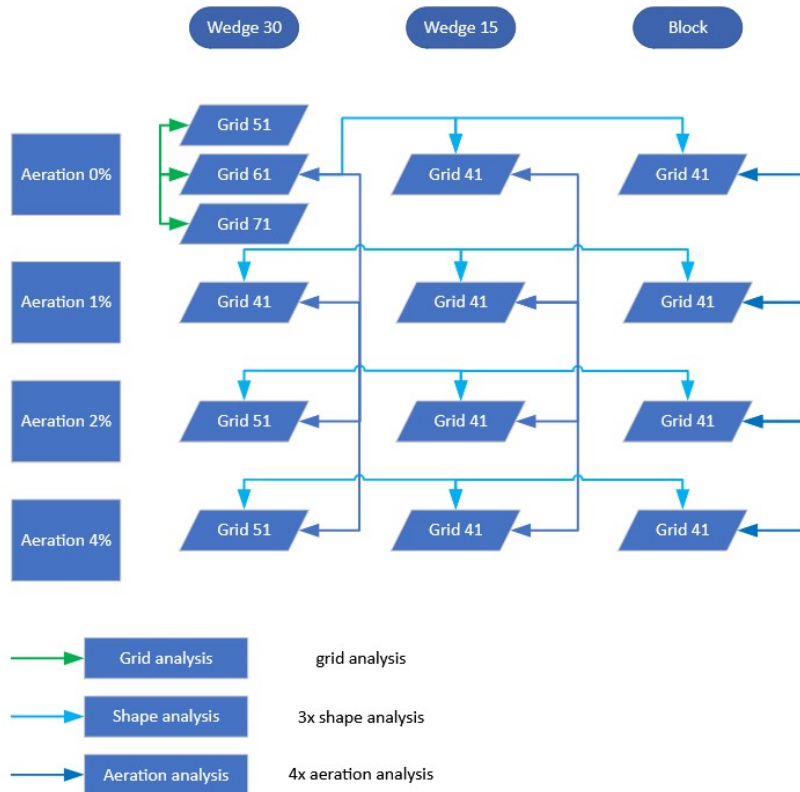 Wedge 30 Wedge 15 Block
Grid 51
Aeration 0% Grid 61 Grid 41 Grid 41
Grid 71
Aeration 1% Grid 41 Grid 41 Grid 41
Aeration 2% Grid 51 Grid 41 Grid 41
Aeration 4% Grid 51 Grid 41 Grid 41
Grid analysis grid analysis
Shape analysis 3x shape analysis
Aeration analysis 4x aeration analysis